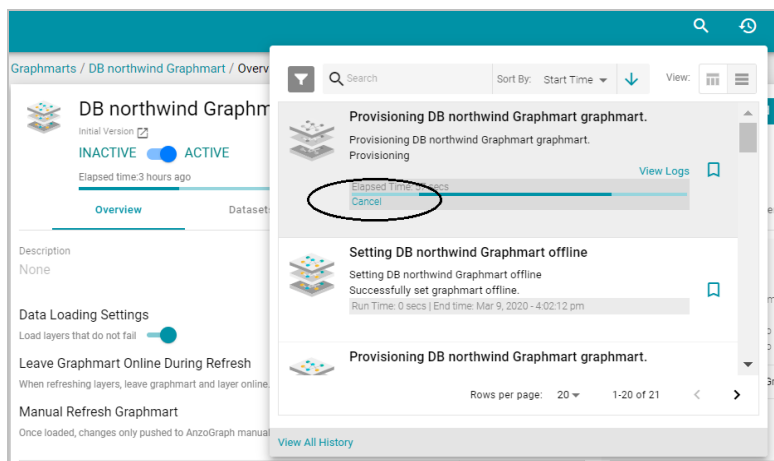 Graphmarts / DB northwind Graphmart / Overv
DB northwind Graphm
Initial Version
INACTIVE ACTIVE
Elapsed time:3 hours ago
Overview Dataset
Description
None
Data Loading Settings
Load layers that do not fail
Leave Graphmart Online During Refresh
When refreshing layers, leave graphmart and layer online.
Manual Refresh Graphmart
Once loaded, changes only pushed to AnzoGraph manual
Search Sort By: Start Time View:
Provisioning DB northwind Graphmart graphmart.
Provisioning DB northwind Graphmart graphmart.
Provisioning
View Logs
Elapsed Time: secs
Cancel
Setting DB northwind Graphmart offline
Setting DB northwind Graphmart offline
Successfully set graphmart offline.
Run Time: 0 secs | End time: Mar 9, 2020 - 4:02:12 pm
Provisioning DB northwind Graphmart graphmart.
Rows per page: 20 1-20 of 21
View All History